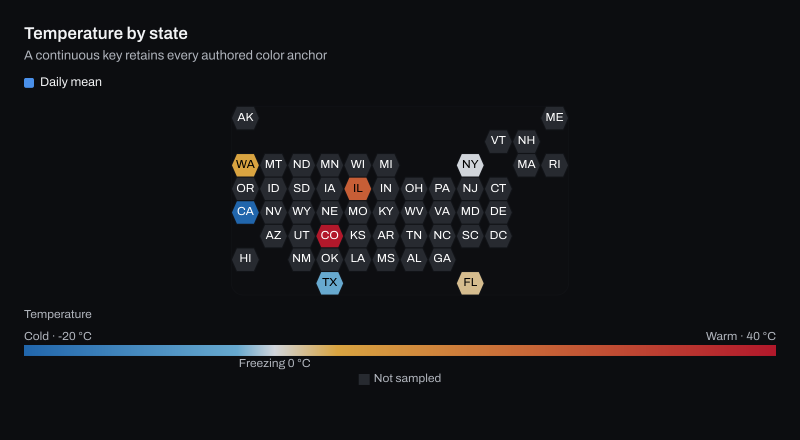 Temperature by state
A continuous key retains every authored color anchor
Daily mean
AK ME
VT NH
WA MT ND MN WI MI NY MA RI
OR ID SD IA IL IN OH PA NJ CT
CA NV WY NE MO KY WV VA MD DE
AZ UT CO KS AR TN NC SC DC
HI NM OK LA MS AL GA
TX FL
Temperature
Cold · -20 °C Warm · 40 °C
Freezing 0 °C
Not sampled